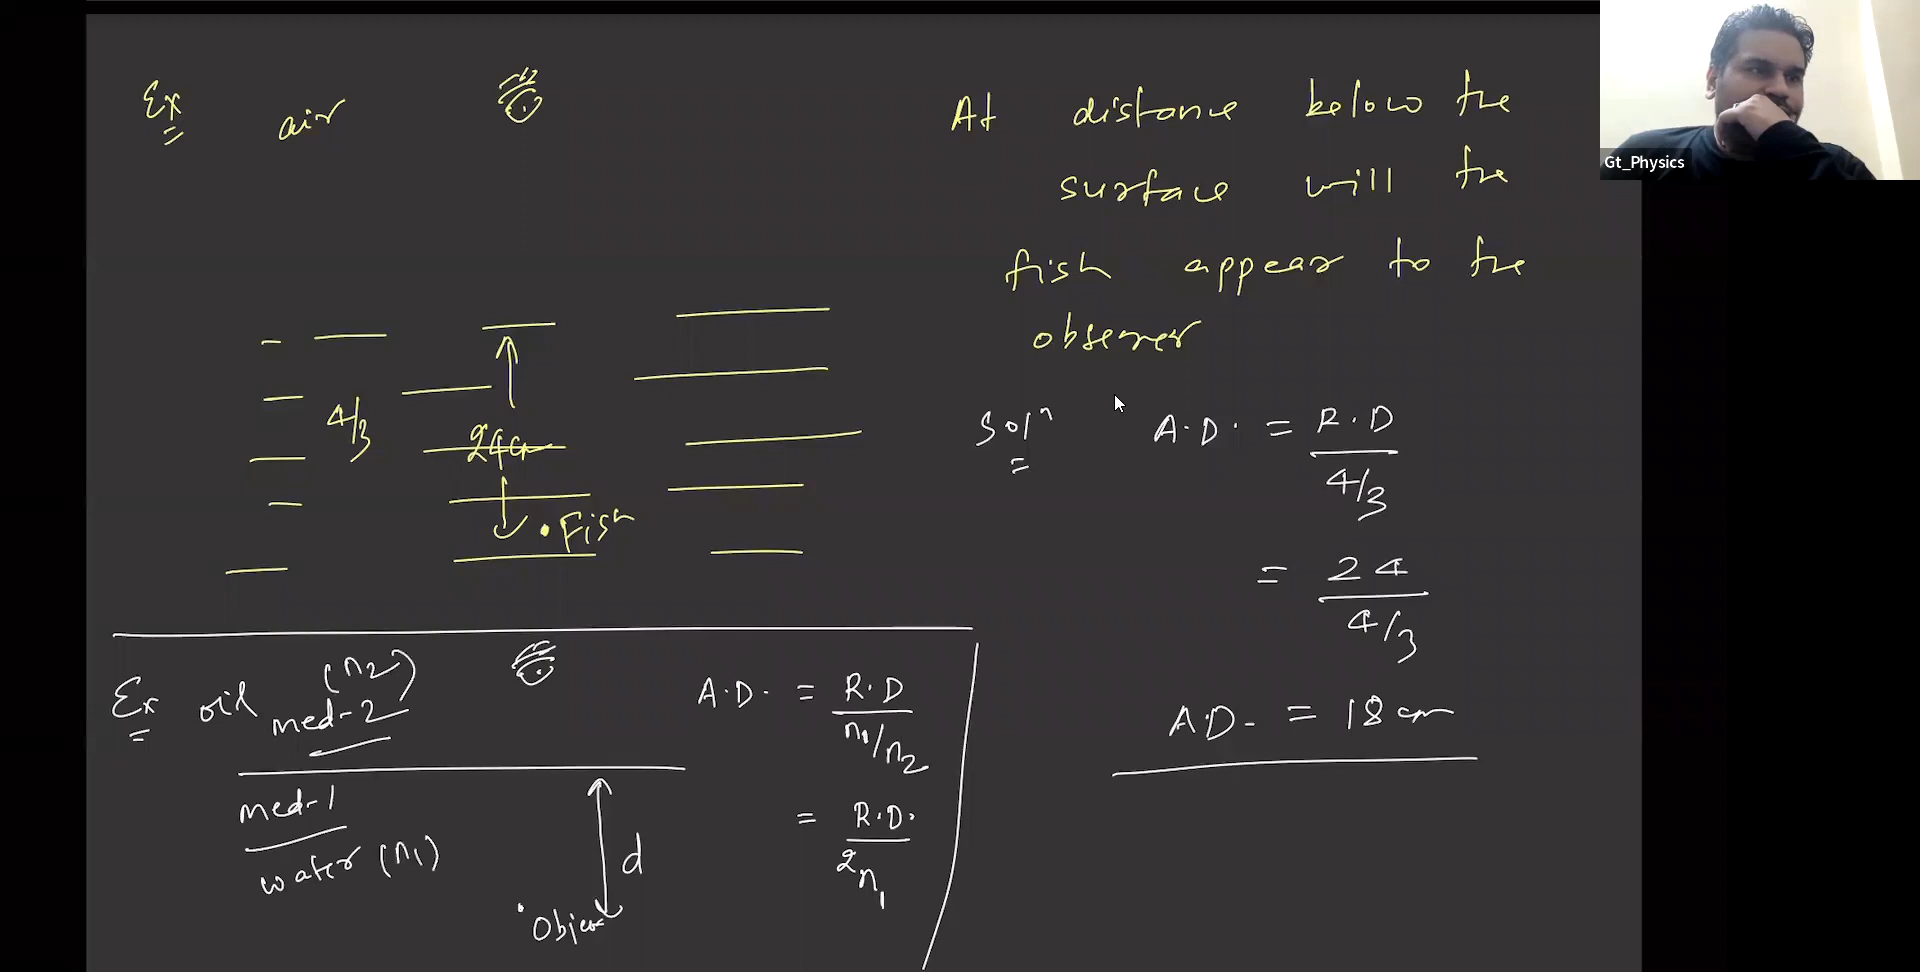 Ex air
At distance below the
surface will the
fish appear to the
observer
4/3
24cm
• Fish
Solⁿ A.D. = R.D
4/3
= 24
4/3
A.D. = 18 cm
Ex oil (n2)
med-2
med-1
water (n1)
d
Object
A.D. = R.D
n1/n2
= R.D.
2n1
Gt_Physics